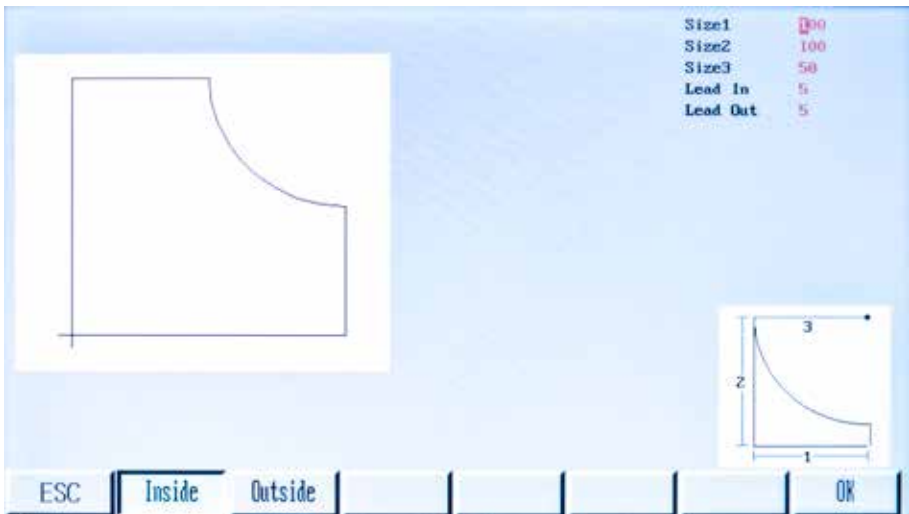 Size1 100
Size2 100
Size3 50
Lead In 5
Lead Out 5
3
2
1
ESC Inside Outside OK